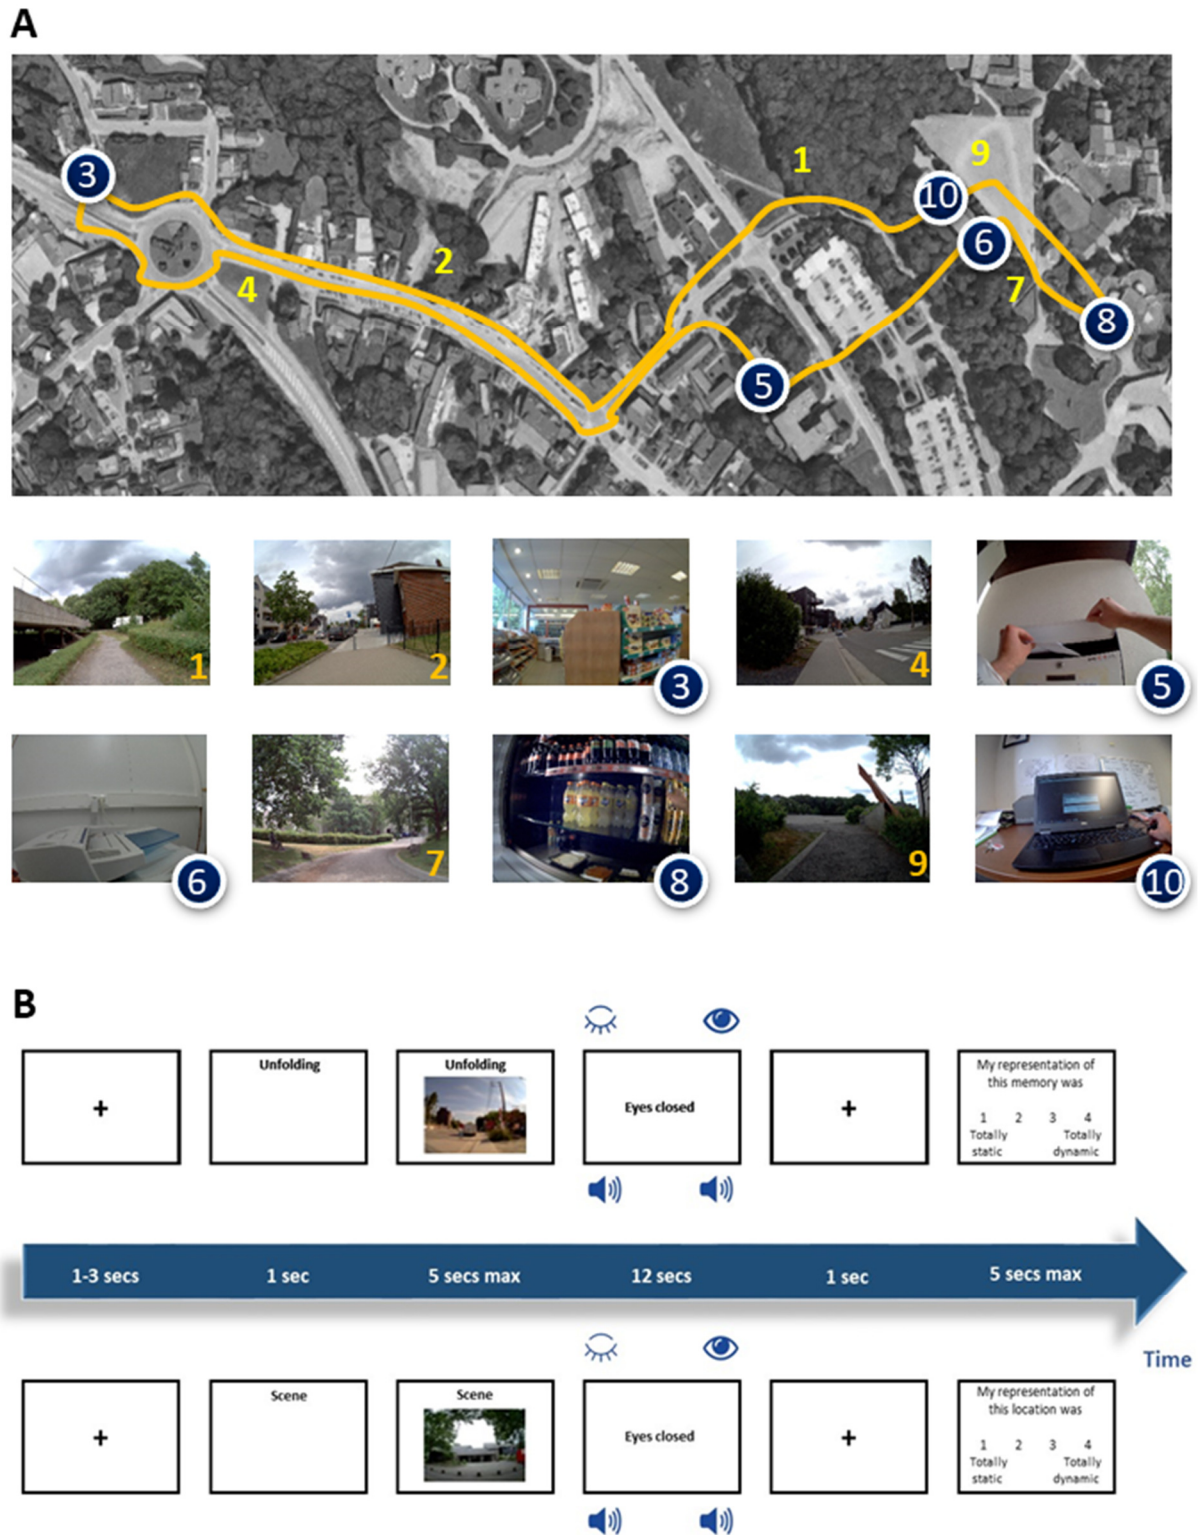 A
3
1
9
10
2
6
4
7
8
5
1
2
3
4
5
6
7
8
9
10
B
Unfolding
Unfolding
Eyes closed
My representation of
this memory was
1 2 3 4
Totally Totally
static dynamic
1-3 secs 1 sec 5 secs max 12 secs 1 sec 5 secs max
Time
Scene
Scene
Eyes closed
My representation of
this location was
1 2 3 4
Totally Totally
static dynamic